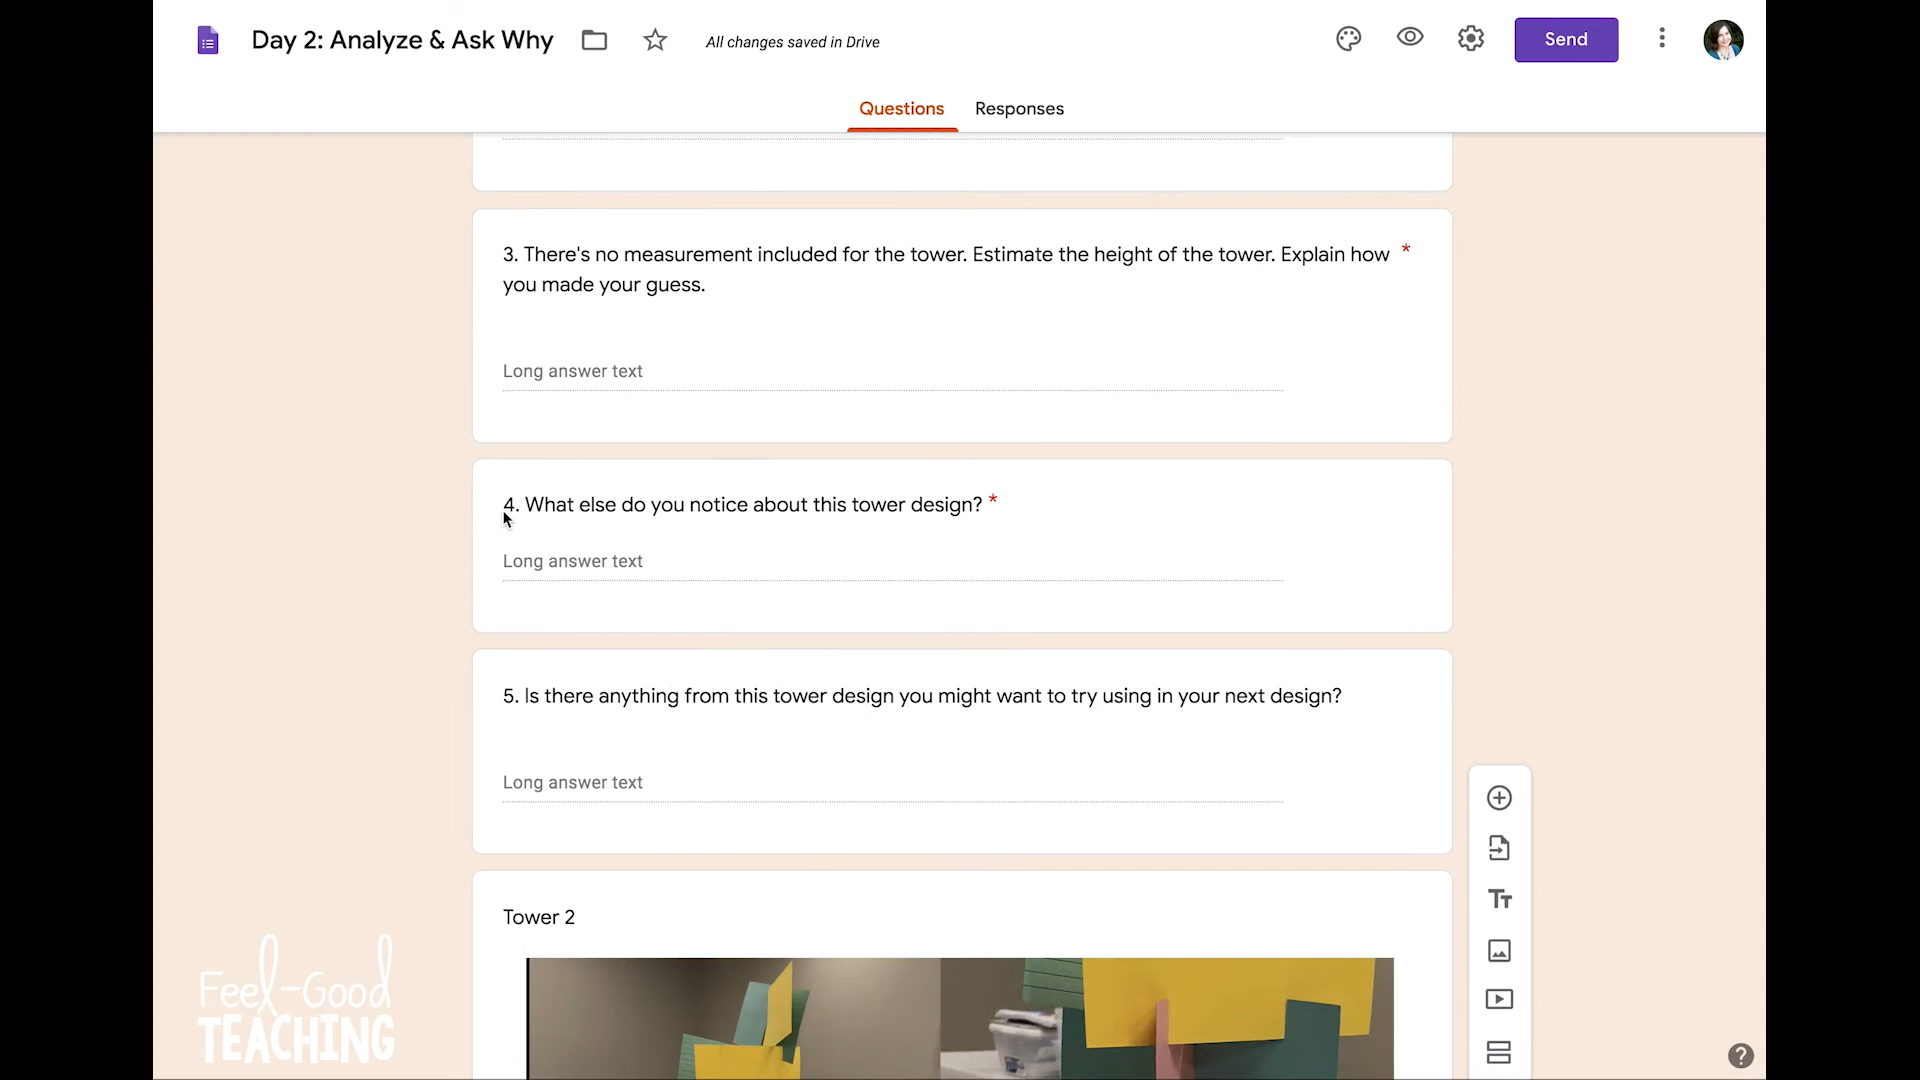 Day 2: Analyze & Ask Why
All changes saved in Drive
Send
Questions
Responses
3. There's no measurement included for the tower. Estimate the height of the tower. Explain how *
you made your guess.
Long answer text
4. What else do you notice about this tower design? *
Long answer text
5. Is there anything from this tower design you might want to try using in your next design?
Long answer text
Tower 2
Tт
Feel-Good
TEACHING